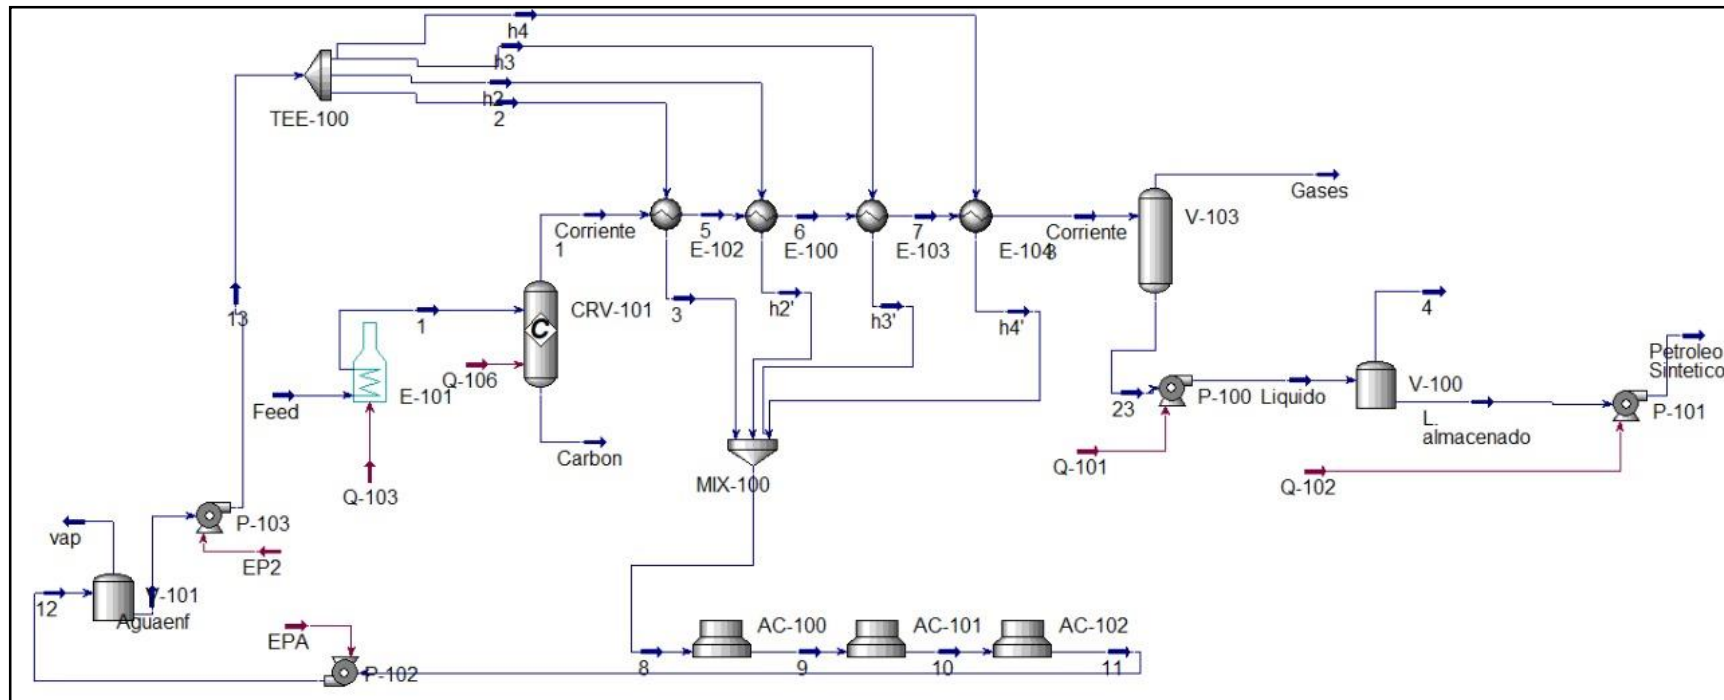 h4
h3
h2
2
TEE-100
Gases
V-103
Corriente
1
5
E-102
6
E-100
7
E-103
E-104
Corriente
3
13
1
CRV-101
3
h2'
h3'
h4'
4
Petroleo
Sintetico
Q-106
Feed
E-101
23
P-100
Liquido
V-100
L.
almacenado
P-101
Carbon
Q-101
Q-102
MIX-100
Q-103
P-103
vap
EP2
12
V-101
Aguaenf
EPA
P-102
8
AC-100
9
AC-101
10
AC-102
11